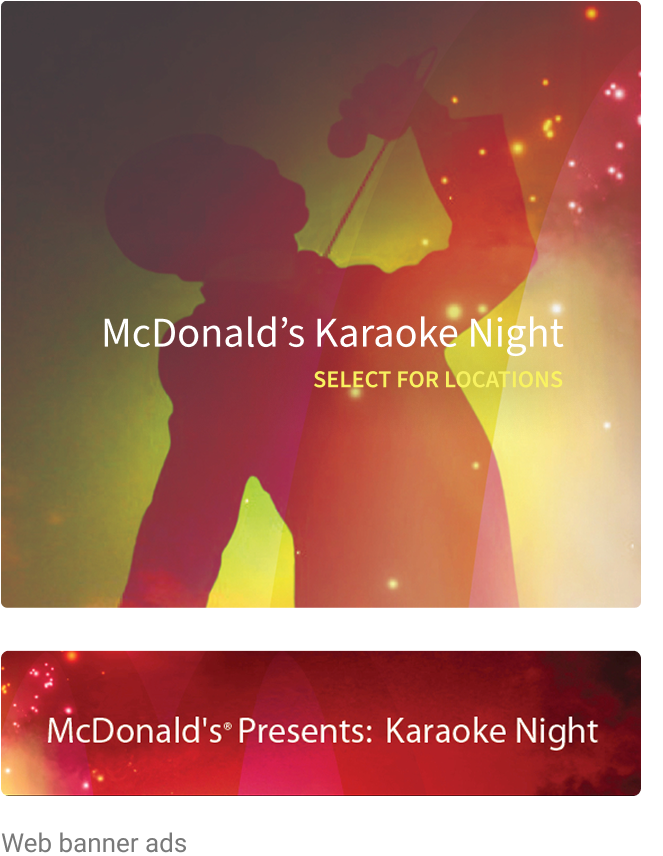 McDonald’s Karaoke Night
SELECT FOR LOCATIONS
McDonald's® Presents: Karaoke Night
Web banner ads